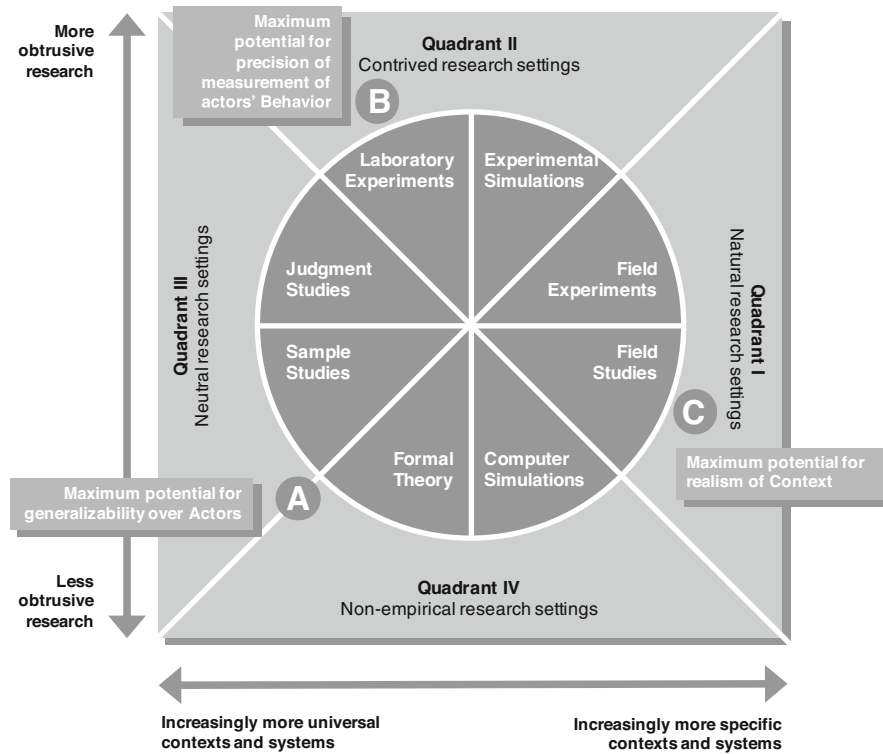 More
obtrusive
research
Maximum
potential for
precision of
measurement of
actors' Behavior
B
Quadrant II
Contrived research settings
Laboratory
Experiments
Experimental
Simulations
Judgment
Studies
Field
Experiments
Quadrant III
Neutral research settings
Quadrant I
Natural research settings
Sample
Studies
Field
Studies
C
Formal
Theory
Computer
Simulations
Maximum potential for
realism of Context
Maximum potential for
generalizability over Actors
A
Less
obtrusive
research
Quadrant IV
Non-empirical research settings
Increasingly more universal
contexts and systems
Increasingly more specific
contexts and systems